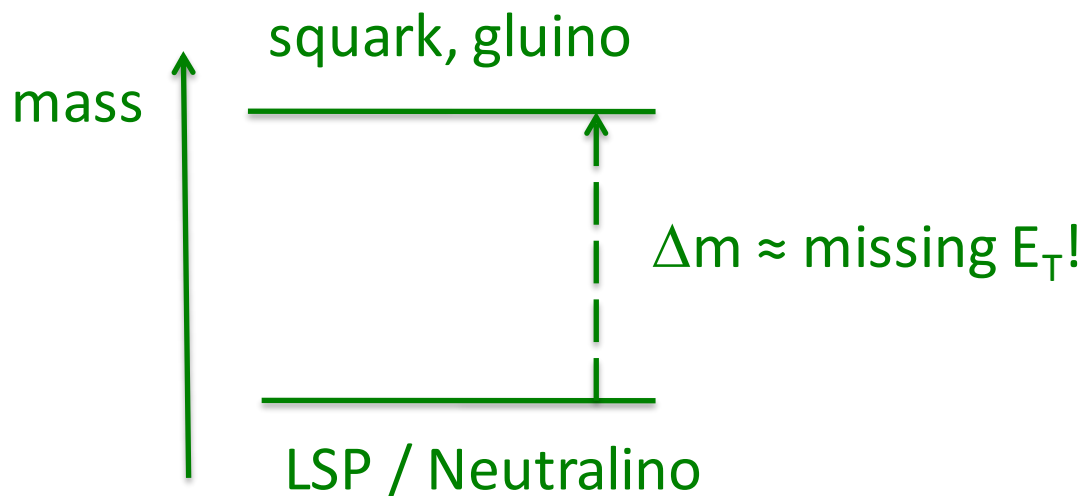 squark, gluino
mass
Δm ≈ missing E_T!
LSP / Neutralino